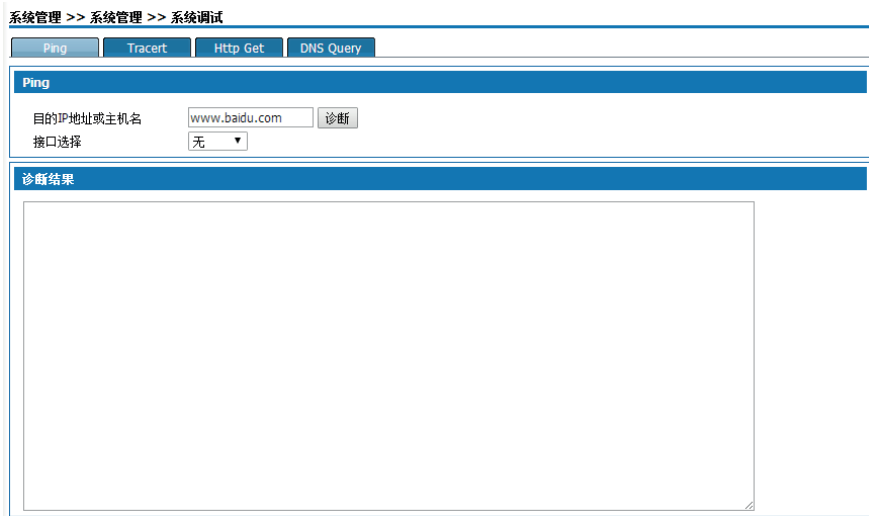 系统管理 >> 系统管理 >> 系统调试
Ping Tracert Http Get DNS Query
Ping
目的IP地址或主机名 www.baidu.com 诊断
接口选择 无
诊断结果